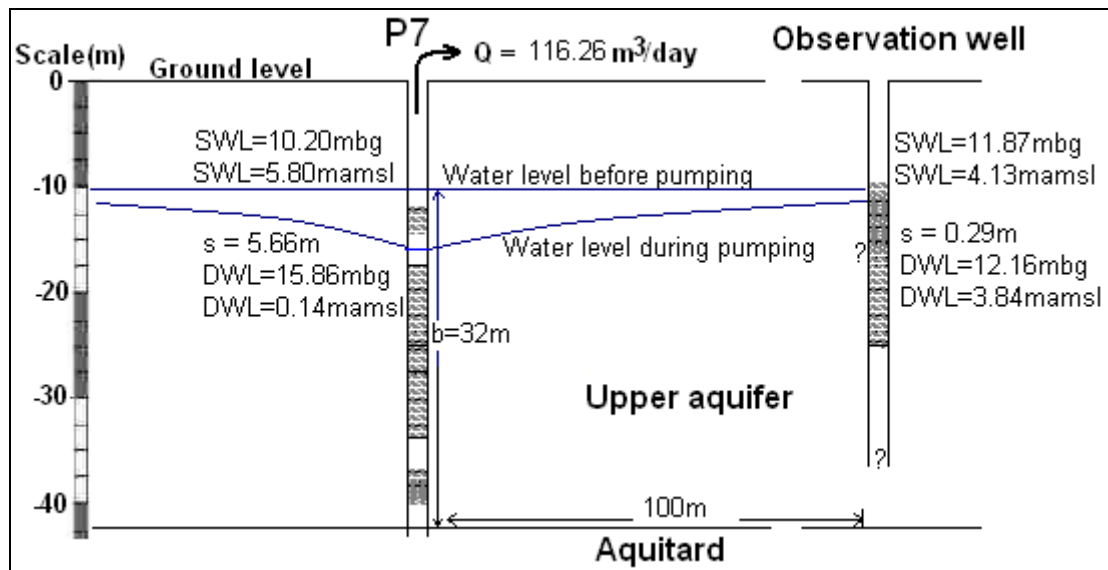 P7
Q = 116.26 m³/day
Observation well
Scale(m)
Ground level
0
SWL=10.20mbg
SWL=5.80mamsl
SWL=11.87mbg
SWL=4.13mamsl
-10
Water level before pumping
s = 5.66m
DWL=15.86mbg
DWL=0.14mamsl
Water level during pumping
?
s = 0.29m
DWL=12.16mbg
DWL=3.84mamsl
-20
b=32m
-30
Upper aquifer
?
-40
100m
Aquitard